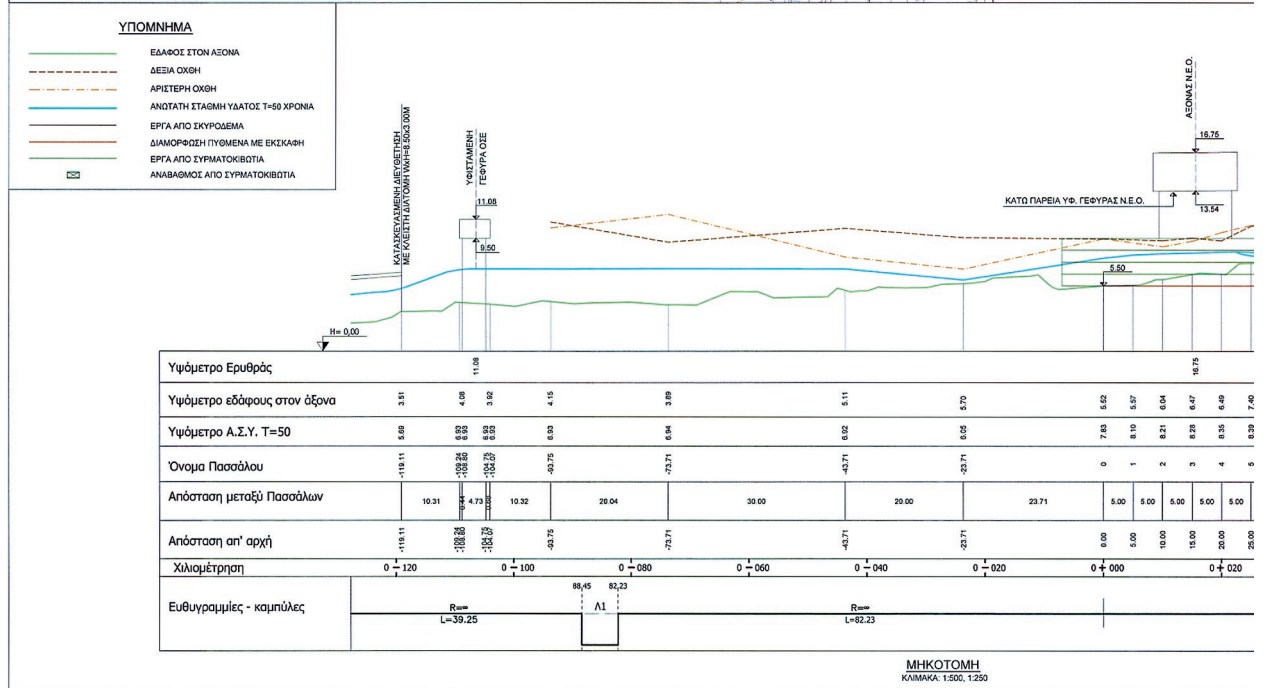 ΥΠΟΜΝΗΜΑ
ΕΔΑΦΟΣ ΣΤΟΝ ΑΞΟΝΑ
ΔΕΞΙΑ ΟΧΘΗ
ΑΡΙΣΤΕΡΗ ΟΧΘΗ
ΑΝΩΤΑΤΗ ΣΤΑΘΜΗ ΥΔΑΤΟΣ Τ=50 ΧΡΟΝΙΑ
ΕΡΓΑ ΑΠΟ ΣΚΥΡΟΔΕΜΑ
ΔΙΑΜΟΡΦΩΣΗ ΠΥΘΜΕΝΑ ΜΕ ΕΚΣΚΑΦΗ
ΕΡΓΑ ΑΠΟ ΣΥΡΜΑΤΟΚΙΒΩΤΙΑ
ΑΝΑΒΑΘΜΟΣ ΑΠΟ ΣΥΡΜΑΤΟΚΙΒΩΤΙΑ
ΚΑΤΑΣΚΕΥΑΣΜΕΝΗ ΔΙΕΥΘΕΤΗΣΗ
ΜΕ ΚΛΕΙΣΤΗ ΔΙΑΤΟΜΗ WxH=8.50x3.00M
ΥΦΙΣΤΑΜΕΝΗ
ΓΕΦΥΡΑ ΟΣΕ
11.08
9.50
ΑΞΟΝΑΣ Ν.Ε.Ο.
16.75
ΚΑΤΩ ΠΑΡΕΙΑ ΥΦ. ΓΕΦΥΡΑΣ Ν.Ε.Ο.
13.54
5.50
H= 0,00
Υψόμετρο Ερυθράς 11.08 16.75
Υψόμετρο εδάφους στον άξονα 3.51 4.08 3.92 4.15 3.89 5.11 5.70 5.52 5.57 6.04 6.47 6.49 7.40
Υψόμετρο Α.Σ.Υ. Τ=50 5.69 6.93 6.93 6.93 6.93 6.93 6.94 6.92 6.05 7.83 8.10 8.21 8.28 8.35 8.39
Όνομα Πασσάλου -119.11 -109.24 -108.80 -104.75 -104.07 -93.75 -73.71 -43.71 -23.71 0 1 2 3 4 5
Απόσταση μεταξύ Πασσάλων 10.31 0.44 4.73 0.68 10.32 20.04 30.00 20.00 23.71 5.00 5.00 5.00 5.00 5.00
Απόσταση απ' αρχή -119.11 -109.24 -108.80 -104.75 -104.07 -93.75 -73.71 -43.71 -23.71 0.00 5.00 10.00 15.00 20.00 25.00
Χιλιομέτρηση 0 - 120 0 - 100 0 - 080 0 - 060 0 - 040 0 - 020 0 + 000 0 + 020
88,45 82,23
Ευθυγραμμίες - καμπύλες R=∞ Λ1 R=∞
L=39.25 L=82.23
ΜΗΚΟΤΟΜΗ
ΚΛΙΜΑΚΑ: 1:500, 1:250